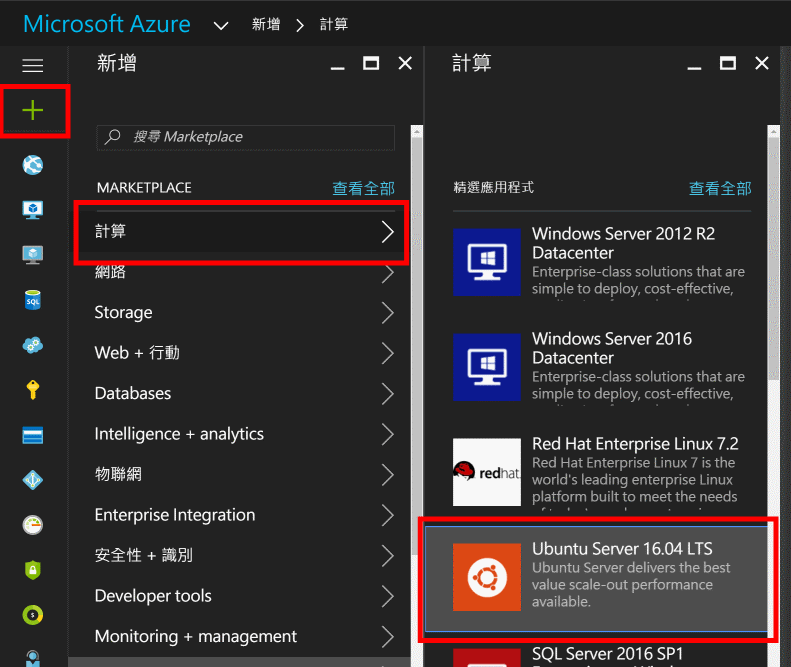 Microsoft Azure 新增 計算
新增
搜尋 Marketplace
MARKETPLACE 查看全部
計算
網路
Storage
Web + 行動
Databases
Intelligence + analytics
物聯網
Enterprise Integration
安全性 + 識別
Developer tools
Monitoring + management
SQL
計算
精選應用程式 查看全部
Windows Server 2012 R2
Datacenter
Enterprise-class solutions that are
simple to deploy, cost-effective,
Windows Server 2016
Datacenter
Enterprise-class solutions that are
simple to deploy, cost-effective,
redhat.
Red Hat Enterprise Linux 7.2
Red Hat Enterprise Linux 7 is the
world's leading enterprise Linux
platform built to meet the needs
Ubuntu Server 16.04 LTS
Ubuntu Server delivers the best
value scale-out performance
available.
SQL Server 2016 SP1